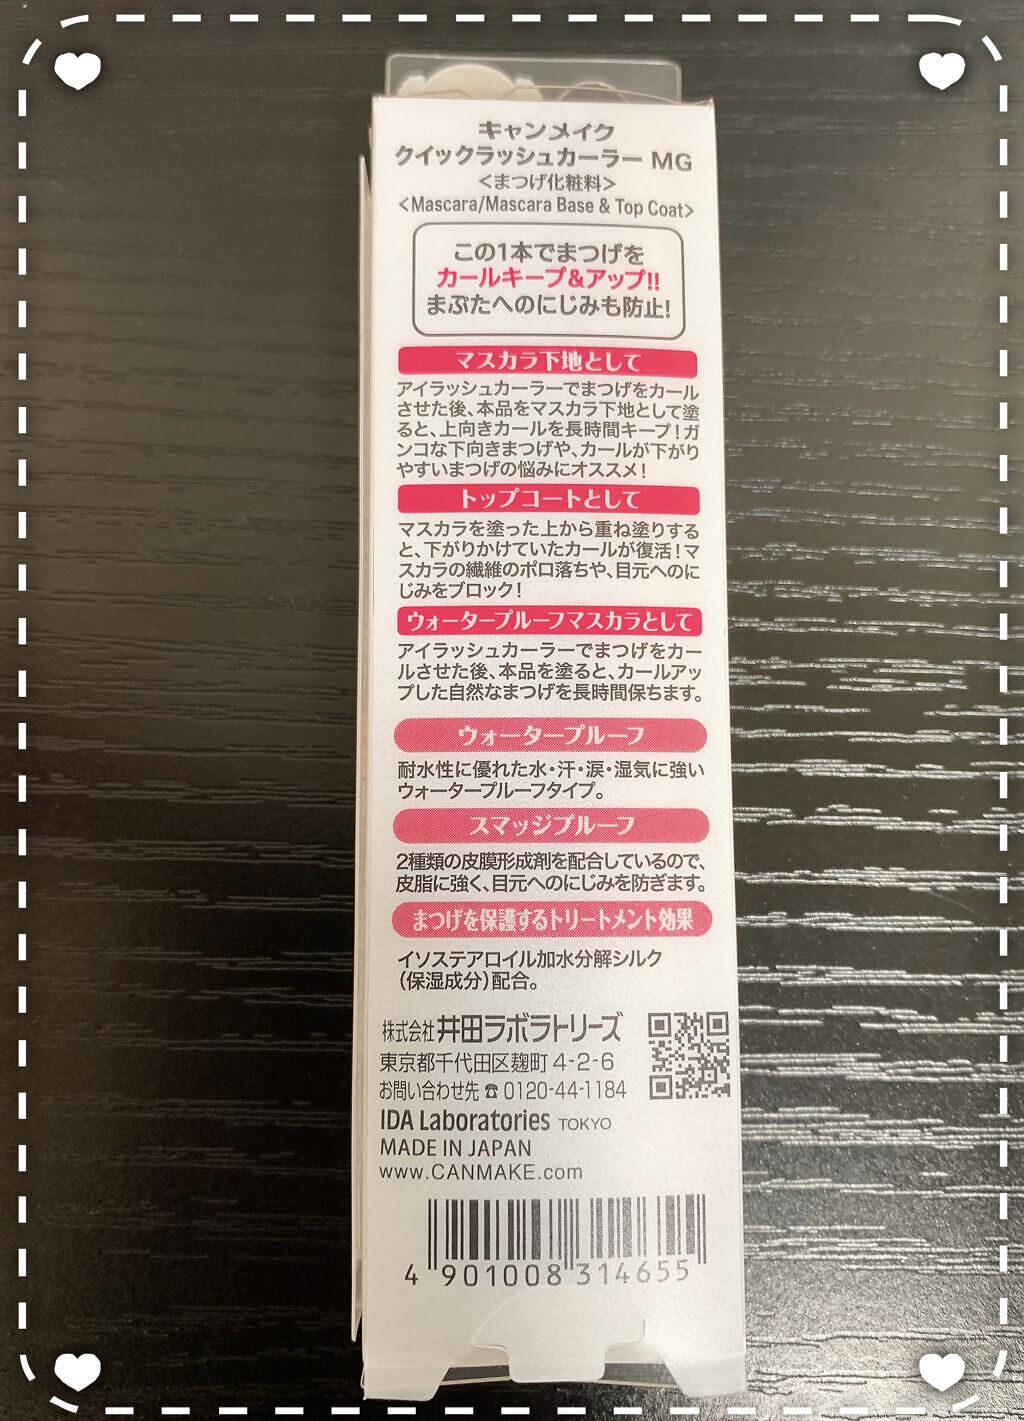 キャンメイク
クイックラッシュカーラー MG
<まつげ化粧料>
<Mascara/Mascara Base & Top Coat>
この1本でまつげを
カールキープ&アップ!!
まぶたへのにじみも防止!
マスカラ下地として
アイラッシュカーラーでまつげをカール
させた後、本品をマスカラ下地として塗
ると、上向きカールを長時間キープ!ガ
ンコな下向きまつげや、カールが下がり
やすいまつげの悩みにオススメ!
トップコートとして
マスカラを塗った上から重ね塗りする
と、下がりかけていたカールが復活!マ
スカラの繊維のポロ落ちや、目元へのに
じみをブロック!
ウォータープルーフマスカラとして
アイラッシュカーラーでまつげをカー
ルさせた後、本品を塗ると、カールアッ
プした自然なまつげを長時間保ちます。
ウォータープルーフ
耐水性に優れた水・汗・涙・湿気に強い
ウォータープルーフタイプ。
スマッジプルーフ
2種類の皮膜形成剤を配合しているので、
皮脂に強く、目元へのにじみを防ぎます。
まつげを保護するトリートメント効果
イソステアロイル加水分解シルク
(保湿成分)配合。
株式会社 井田ラボラトリーズ
東京都千代田区麹町 4-2-6
お問い合わせ先 ☎ 0120-44-1184
IDA Laboratories TOKYO
MADE IN JAPAN
www.CANMAKE.com
4 901008 314655